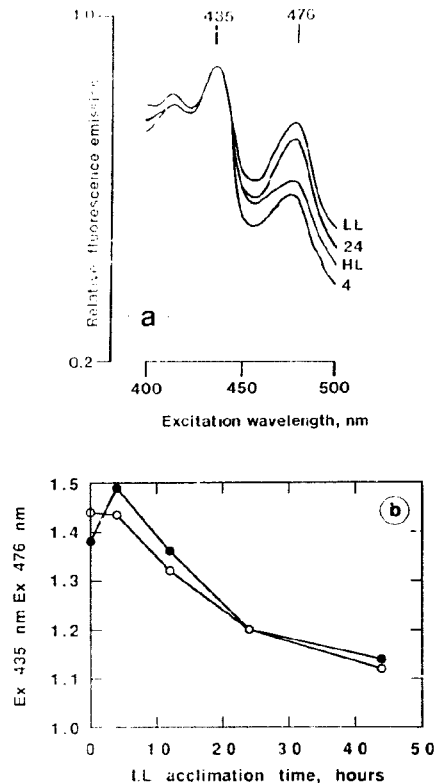 435 476
1.0
Relative fluorescence emission
LL
24
HL
4
a
0.2
400 450 500
Excitation wavelength, nm
1.5
b
1.4
1.3
1.2
1.1
1.0
Ex 435 nm Ex 476 nm
0 10 20 30 40 50
LL acclimation time, hours